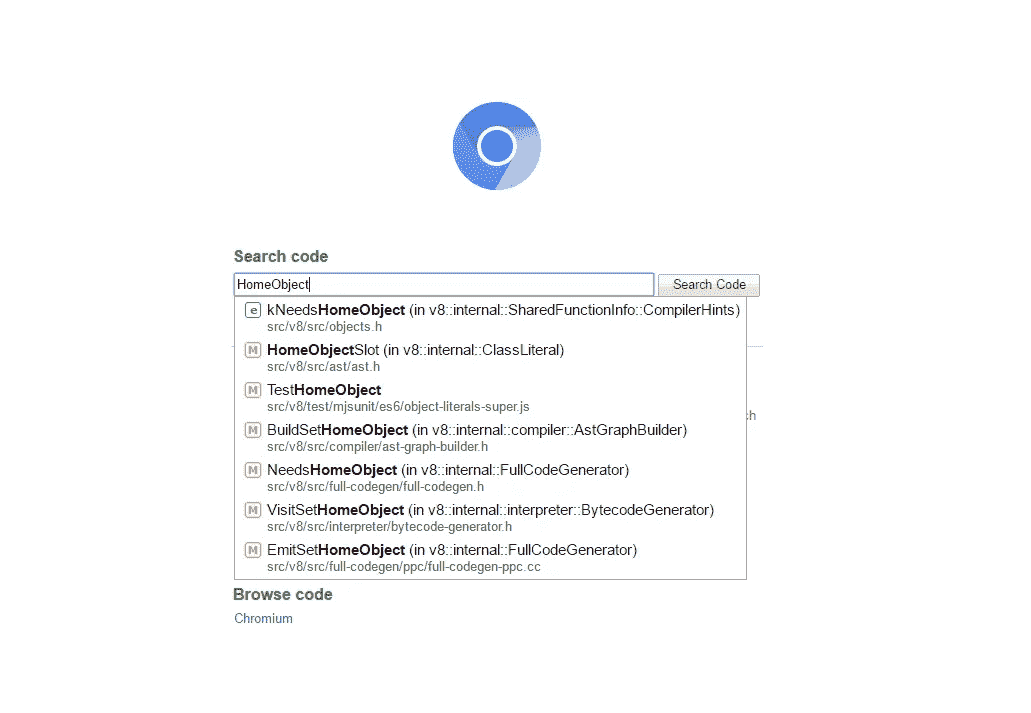 Search code
HomeObject
Search Code
e kNeedsHomeObject (in v8::internal::SharedFunctionInfo::CompilerHints)
src/v8/src/objects.h
M HomeObjectSlot (in v8::internal::ClassLiteral)
src/v8/src/ast/ast.h
M TestHomeObject
src/v8/test/mjsunit/es6/object-literals-super.js
ch
M BuildSetHomeObject (in v8::internal::compiler::AstGraphBuilder)
src/v8/src/compiler/ast-graph-builder.h
M NeedsHomeObject (in v8::internal::FullCodeGenerator)
src/v8/src/full-codegen/full-codegen.h
M VisitSetHomeObject (in v8::internal::interpreter::BytecodeGenerator)
src/v8/src/interpreter/bytecode-generator.h
M EmitSetHomeObject (in v8::internal::FullCodeGenerator)
src/v8/src/full-codegen/ppc/full-codegen-ppc.cc
Browse code
Chromium